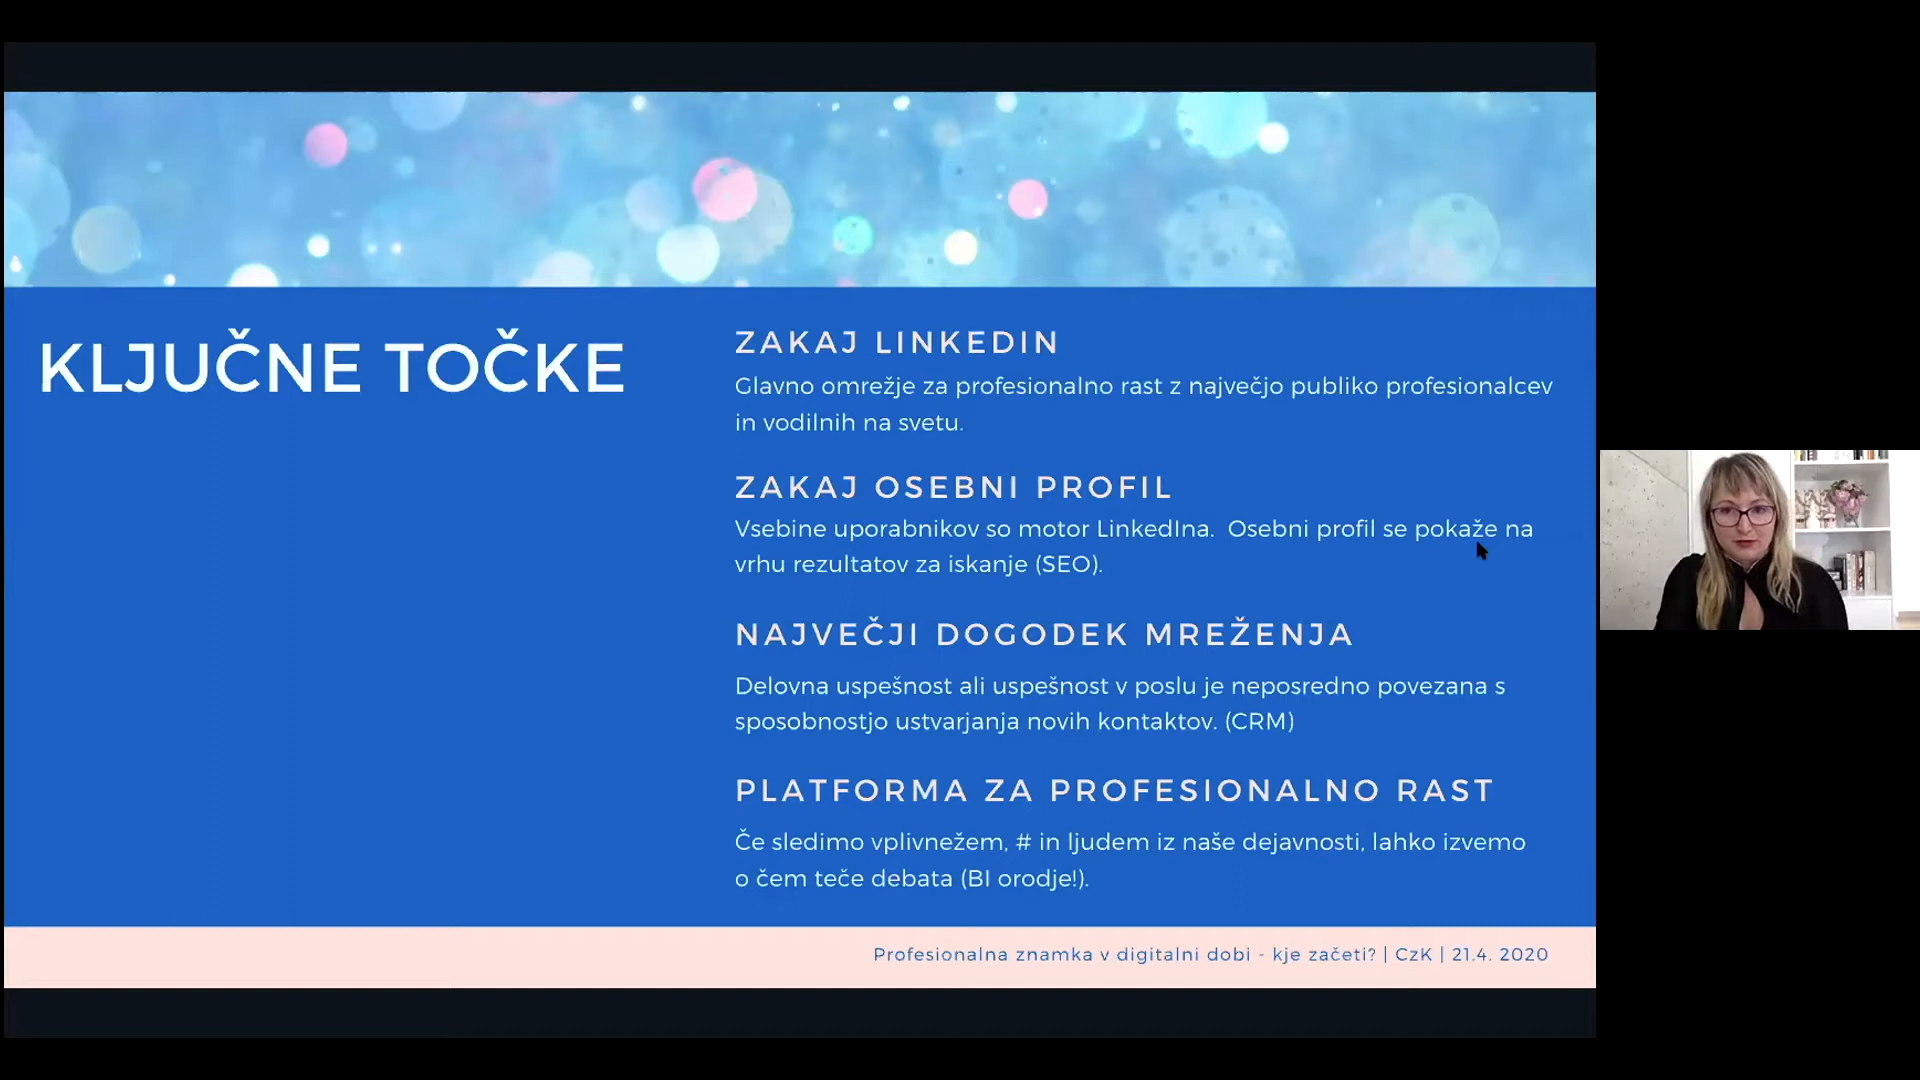 KLJUČNE TOČKE
ZAKAJ LINKEDIN
Glavno omrežje za profesionalno rast z največjo publiko profesionalcev
in vodilnih na svetu.
ZAKAJ OSEBNI PROFIL
Vsebine uporabnikov so motor LinkedIna. Osebni profil se pokaže na
vrhu rezultatov za iskanje (SEO).
NAJVEČJI DOGODEK MREŽENJA
Delovna uspešnost ali uspešnost v poslu je neposredno povezana s
sposobnostjo ustvarjanja novih kontaktov. (CRM)
PLATFORMA ZA PROFESIONALNO RAST
Če sledimo vplivnežem, # in ljudem iz naše dejavnosti, lahko izvemo
o čem teče debata (BI orodje!).
Profesionalna znamka v digitalni dobi - kje začeti? | CzK | 21.4. 2020